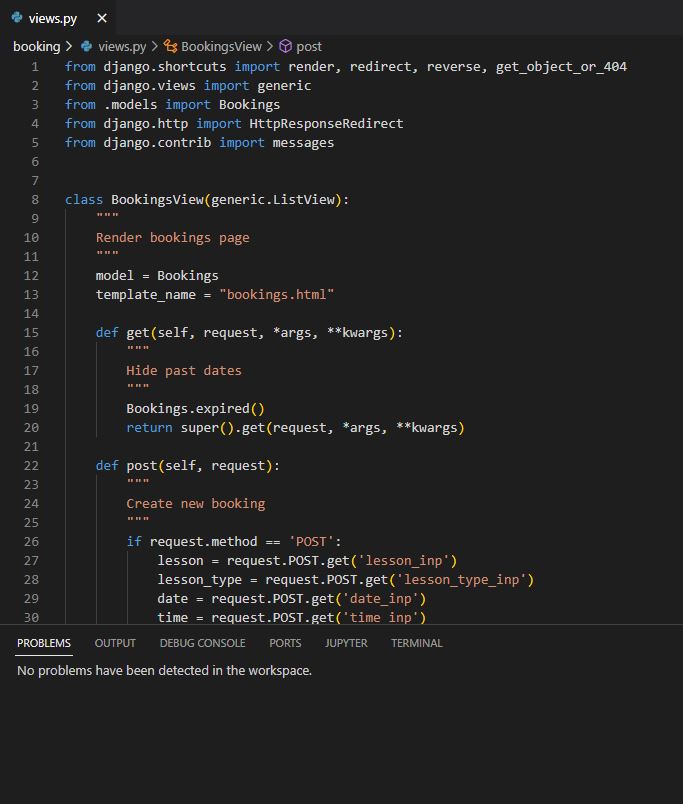 views.py
booking > views.py > BookingsView > post
1 from django.shortcuts import render, redirect, reverse, get_object_or_404
2 from django.views import generic
3 from .models import Bookings
4 from django.http import HttpResponseRedirect
5 from django.contrib import messages
6
7
8 class BookingsView(generic.ListView):
9     """
10     Render bookings page
11     """
12     model = Bookings
13     template_name = "bookings.html"
14
15     def get(self, request, *args, **kwargs):
16         """
17         Hide past dates
18         """
19         Bookings.expired()
20         return super().get(request, *args, **kwargs)
21
22     def post(self, request):
23         """
24         Create new booking
25         """
26         if request.method == 'POST':
27             lesson = request.POST.get('lesson_inp')
28             lesson_type = request.POST.get('lesson_type_inp')
29             date = request.POST.get('date_inp')
30             time = request.POST.get('time_inp')
PROBLEMS OUTPUT DEBUG CONSOLE PORTS JUPYTER TERMINAL
No problems have been detected in the workspace.